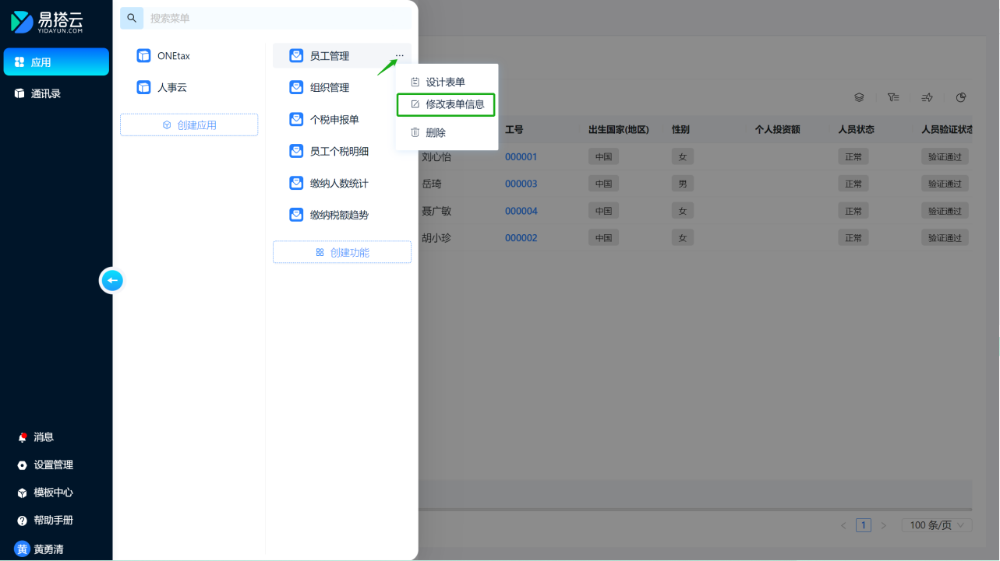 易搭云
YIDAYUN.COM
应用
通讯录
消息
设置管理
模板中心
帮助手册
黄 黄勇清
搜索菜单
ONEtax
人事云
创建应用
员工管理 ...
组织管理
个税申报单
员工个税明细
缴纳人数统计
缴纳税额趋势
创建功能
设计表单
修改表单信息
删除
工号 出生国家(地区) 性别 个人投资额 人员状态 人员验证状态
刘心怡 000001 中国 女 正常 验证通过
岳琦 000003 中国 男 正常 验证通过
聂广敏 000004 中国 女 正常 验证通过
胡小珍 000002 中国 女 正常 验证通过
< 1 > 100 条/页